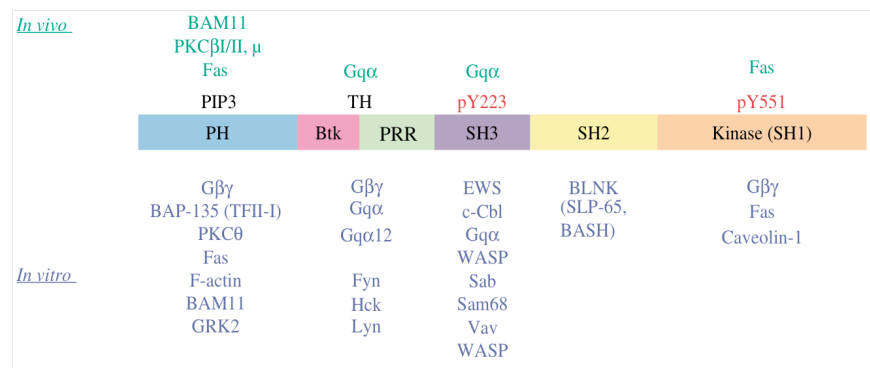 In vivo
BAM11
PKCβI/II, μ
Fas Gqα Gqα Fas
PIP3 TH pY223 pY551
PH Btk PRR SH3 SH2 Kinase (SH1)
Gβγ Gβγ EWS BLNK Gβγ
BAP-135 (TFII-I) Gqα c-Cbl (SLP-65, Fas
PKCθ Gqα12 Gqα BASH) Caveolin-1
Fas WASP
In vitro
F-actin Fyn Sab
BAM11 Hck Sam68
GRK2 Lyn Vav
WASP